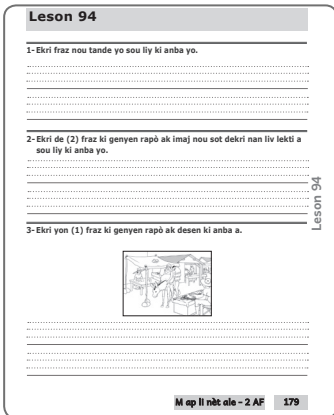 Leson 94
1- Ekri fraz nou tande yo sou liy ki anba yo.
2- Ekri de (2) fraz ki genyen rapò ak imaj nou sot dekri nan liv lekti a
sou liy ki anba yo.
Leson 94
3- Ekri yon (1) fraz ki genyen rapò ak desen ki anba a.
M ap li nèt ale – 2 AF 179